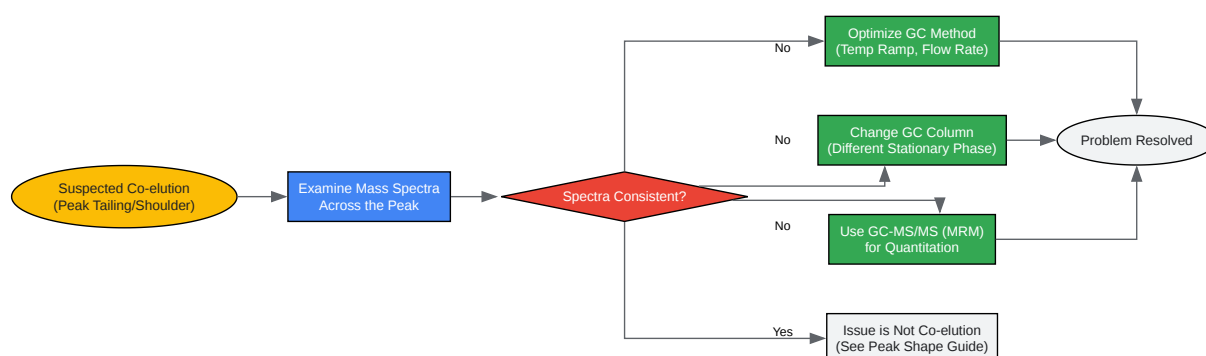 Suspected Co-elution
(Peak Tailing/Shoulder)
Examine Mass Spectra
Across the Peak
Spectra Consistent?
No
Optimize GC Method
(Temp Ramp, Flow Rate)
No
Change GC Column
(Different Stationary Phase)
No
Use GC-MS/MS (MRM)
for Quantitation
Problem Resolved
Yes
Issue is Not Co-elution
(See Peak Shape Guide)